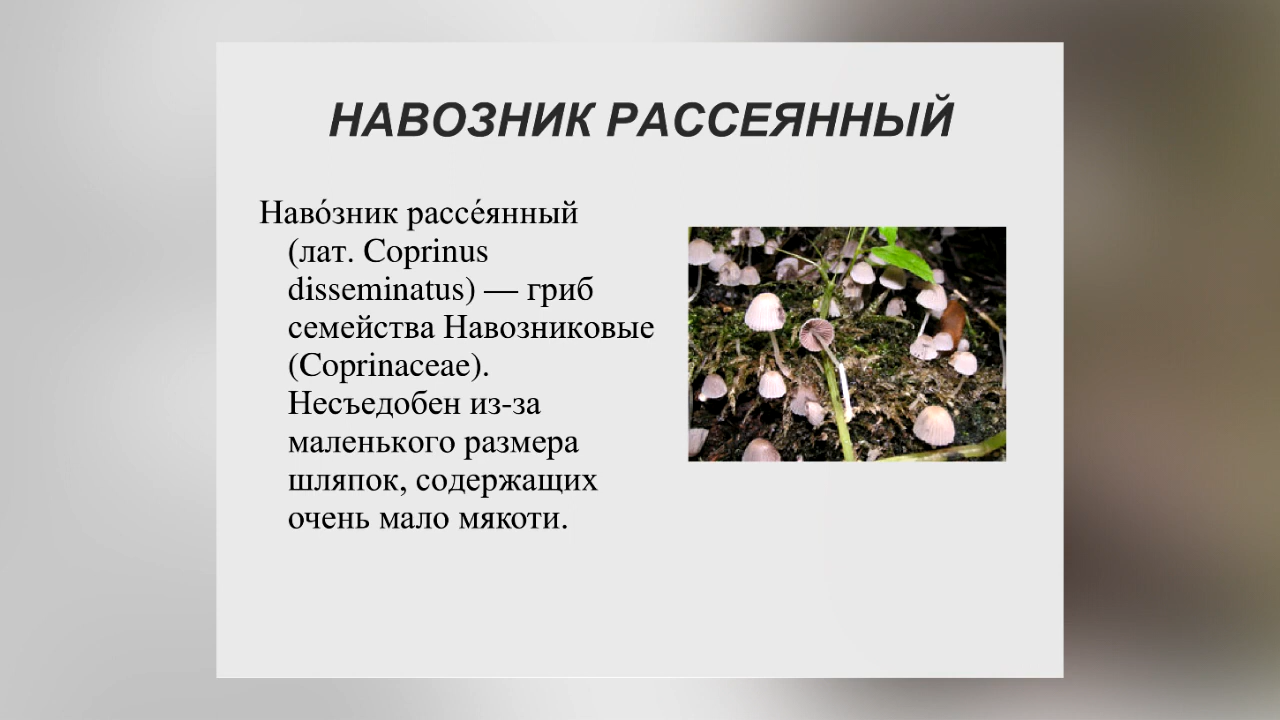 НАВОЗНИК РАССЕЯННЫЙ
Наво́зник рассе́янный
(лат. Coprinus
disseminatus) — гриб
семейства Навозниковые
(Coprinaceae).
Несъедобен из-за
маленького размера
шляпок, содержащих
очень мало мякоти.